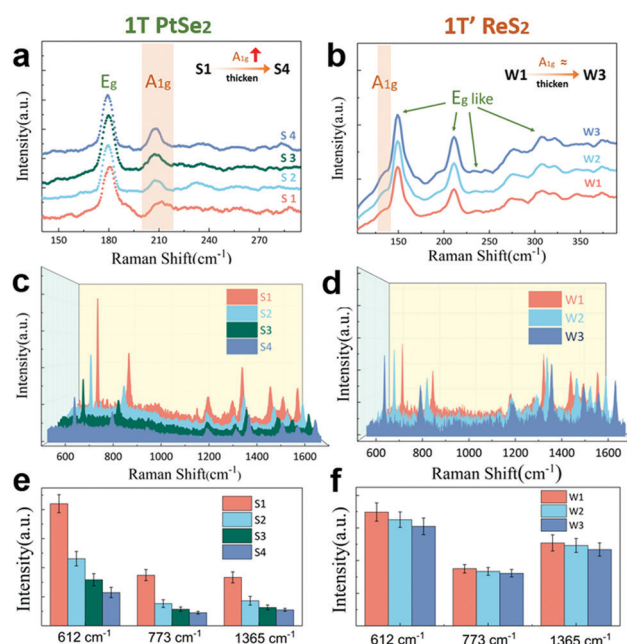 1T PtSe2
1T' ReS2
a
Intensity(a.u.)
Eg
A1g
S1
A1g
thicken
S4
S 4
S 3
S 2
S 1
140 180 210 240 270
Raman Shift(cm-1)
b
Intensity(a.u.)
A1g
Eg like
W1
A1g ≈
thicken
W3
W3
W2
W1
150 200 250 300 350
Raman Shift(cm-1)
c
Intensity(a.u.)
S1
S2
S3
S4
600 800 1000 1200 1400 1600
Raman Shift(cm-1)
d
Intensity(a.u.)
W1
W2
W3
600 800 1000 1200 1400 1600
Raman Shift(cm-1)
e
Intensity(a.u.)
S1
S2
S3
S4
612 cm-1 773 cm-1 1365 cm-1
f
Intensity(a.u.)
W1
W2
W3
612 cm-1 773 cm-1 1365 cm-1